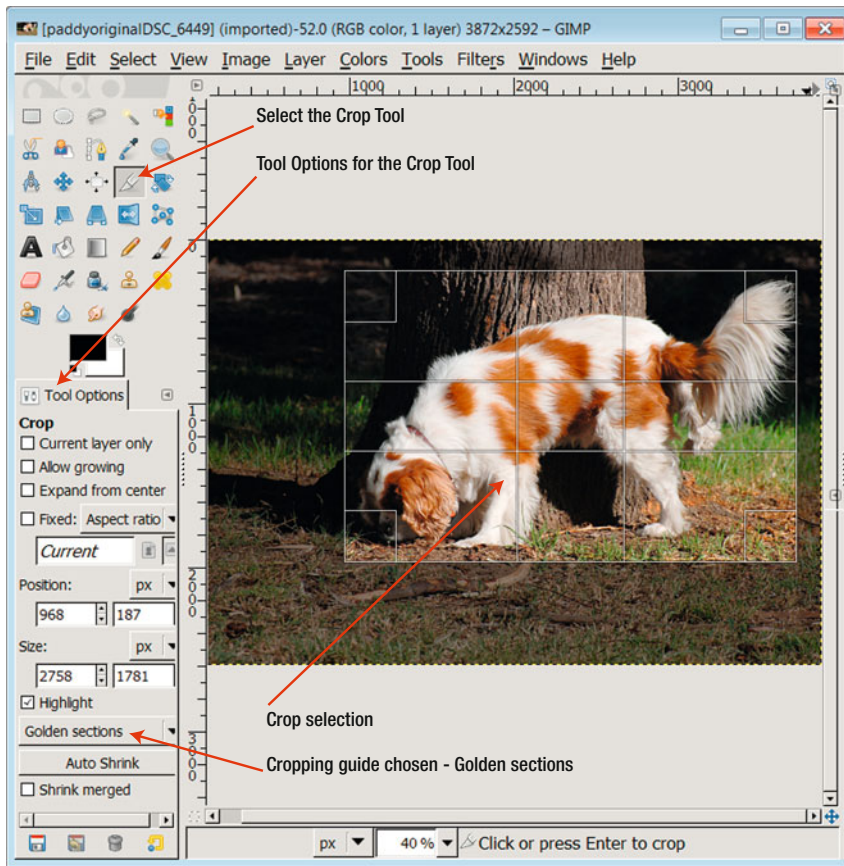 [paddyoriginalDSC_6449] (imported)-52.0 (RGB color, 1 layer) 3872x2592 – GIMP
File Edit Select View Image Layer Colors Tools Filters Windows Help
1000 2000 3000
Select the Crop Tool
Tool Options for the Crop Tool
0
1000
2000
3000
Tool Options
Crop
Current layer only
Allow growing
Expand from center
Fixed: Aspect ratio
Current
Position: px
968 187
Size: px
2758 1781
Highlight
Golden sections
Auto Shrink
Shrink merged
Crop selection
Cropping guide chosen - Golden sections
px 40 % Click or press Enter to crop